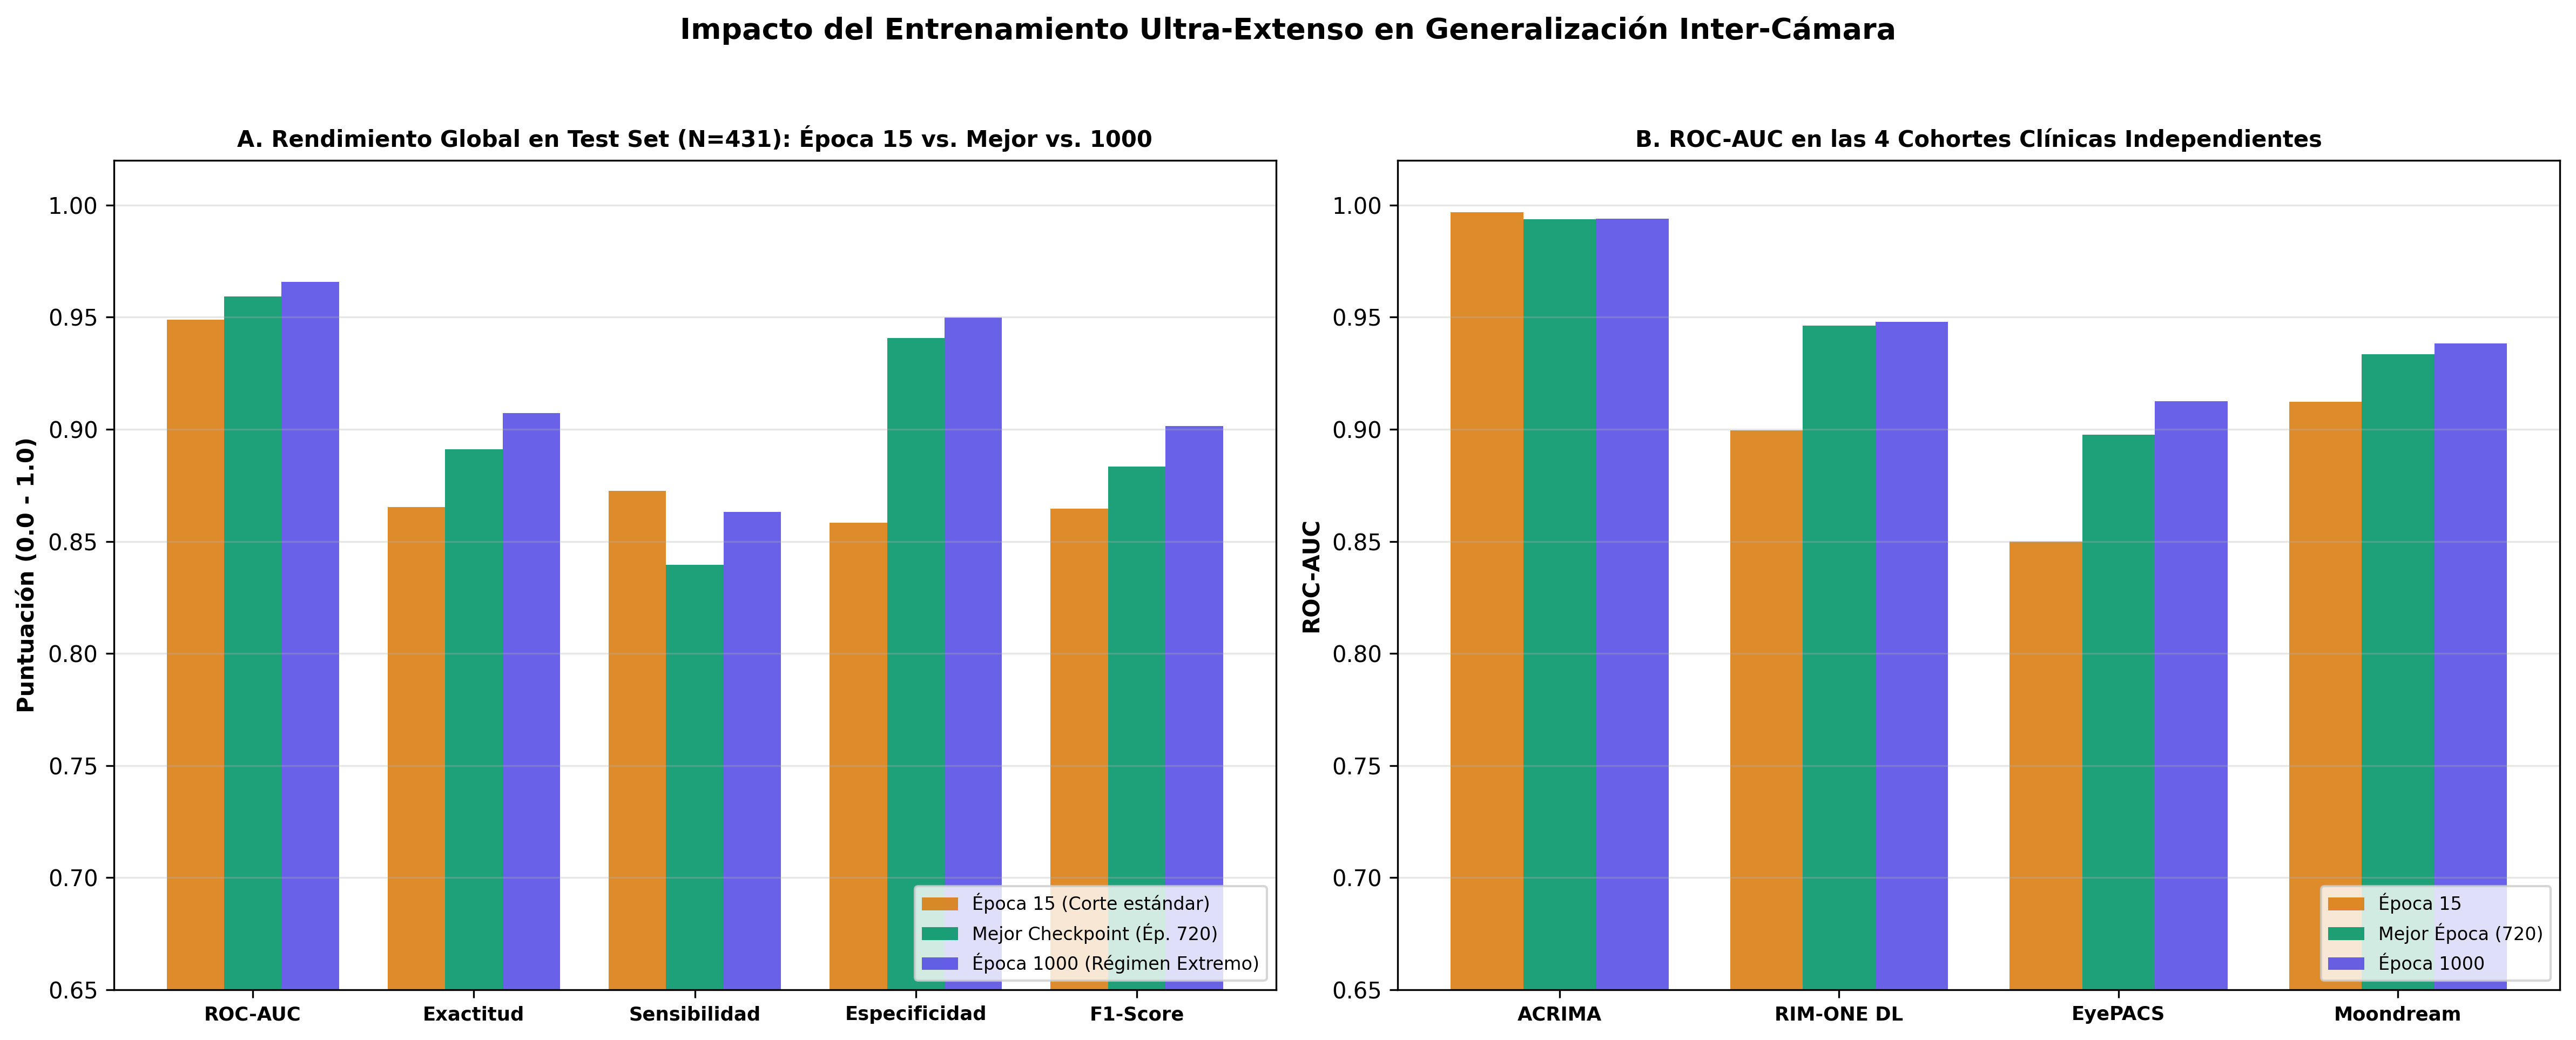 Impacto del Entrenamiento Ultra-Extenso en Generalización Inter-Cámara
A. Rendimiento Global en Test Set (N=431): Época 15 vs. Mejor vs. 1000
Puntuación (0.0 - 1.0)
1.00
0.95
0.90
0.85
0.80
0.75
0.70
0.65
ROC-AUC
Exactitud
Sensibilidad
Especificidad
F1-Score
Época 15 (Corte estándar)
Mejor Checkpoint (Ép. 720)
Época 1000 (Régimen Extremo)
B. ROC-AUC en las 4 Cohortes Clínicas Independientes
ROC-AUC
1.00
0.95
0.90
0.85
0.80
0.75
0.70
0.65
ACRIMA
RIM-ONE DL
EyePACS
Moondream
Época 15
Mejor Época (720)
Época 1000